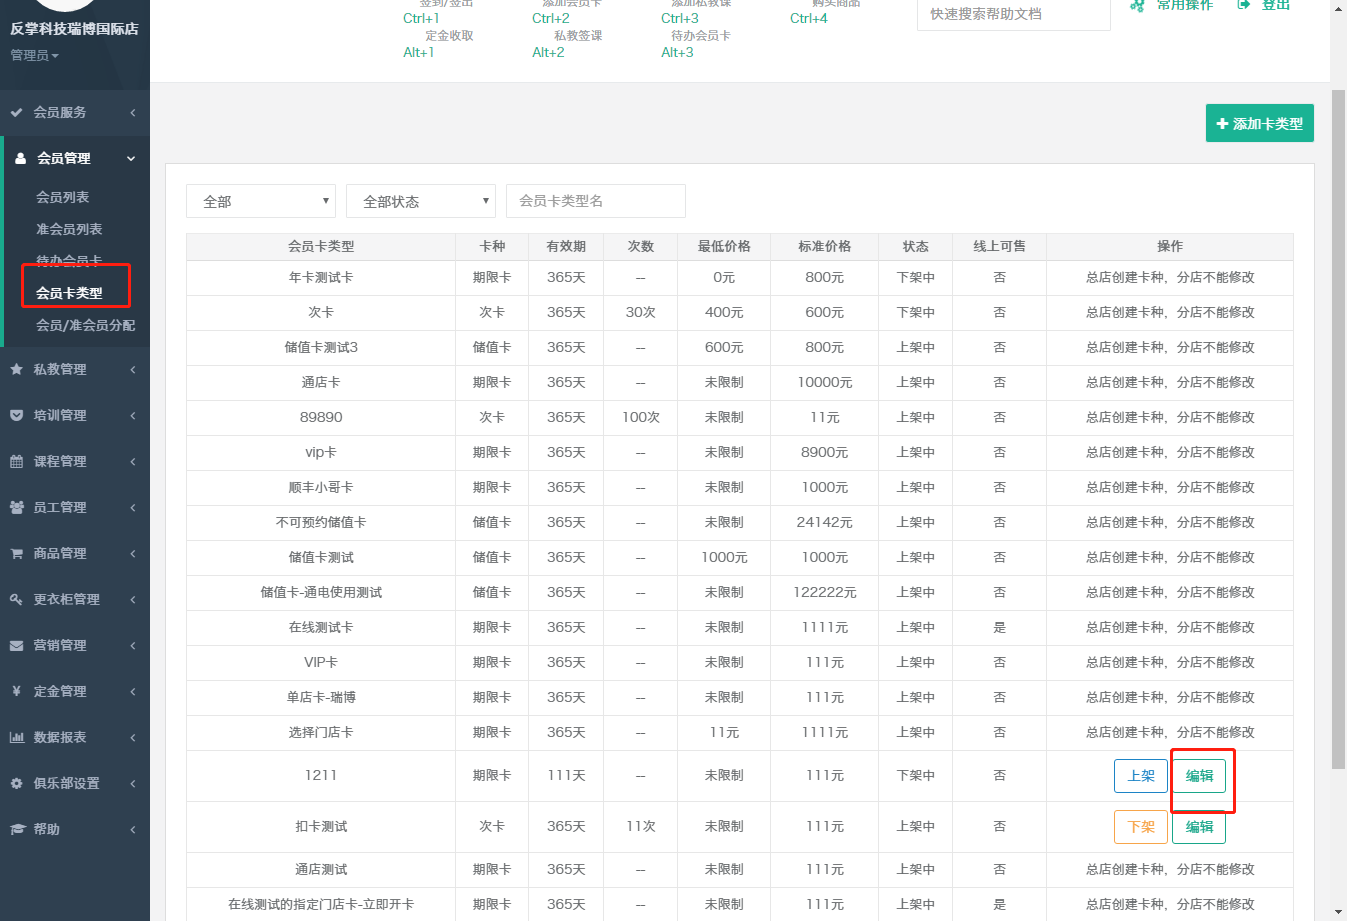 签到/签出 添加会员卡 添加私教课 购买商品
Ctrl+1 Ctrl+2 Ctrl+3 Ctrl+4
定金收取 私教签课 待办会员卡
Alt+1 Alt+2 Alt+3
快速搜索帮助文档
常用操作 登出
反掌科技瑞博国际店
管理员
会员服务
会员管理
会员列表
准会员列表
待办会员卡
会员卡类型
会员/准会员分配
私教管理
培训管理
课程管理
员工管理
商品管理
更衣柜管理
营销管理
定金管理
数据报表
俱乐部设置
帮助
添加卡类型
全部 全部状态 会员卡类型名
会员卡类型 卡种 有效期 次数 最低价格 标准价格 状态 线上可售 操作
年卡测试卡 期限卡 365天 -- 0元 800元 下架中 否 总店创建卡种，分店不能修改
次卡 次卡 365天 30次 400元 600元 下架中 否 总店创建卡种，分店不能修改
储值卡测试3 储值卡 365天 -- 600元 800元 上架中 否 总店创建卡种，分店不能修改
通店卡 期限卡 365天 -- 未限制 10000元 上架中 否 总店创建卡种，分店不能修改
89890 次卡 365天 100次 未限制 11元 上架中 否 总店创建卡种，分店不能修改
vip卡 期限卡 365天 -- 未限制 8900元 上架中 否 总店创建卡种，分店不能修改
顺丰小哥卡 期限卡 365天 -- 未限制 1000元 上架中 否 总店创建卡种，分店不能修改
不可预约储值卡 储值卡 365天 -- 未限制 24142元 上架中 否 总店创建卡种，分店不能修改
储值卡测试 储值卡 365天 -- 1000元 1000元 上架中 否 总店创建卡种，分店不能修改
储值卡-通电使用测试 储值卡 365天 -- 未限制 122222元 上架中 否 总店创建卡种，分店不能修改
在线测试卡 期限卡 365天 -- 未限制 1111元 上架中 是 总店创建卡种，分店不能修改
VIP卡 期限卡 365天 -- 未限制 111元 上架中 否 总店创建卡种，分店不能修改
单店卡-瑞博 期限卡 365天 -- 未限制 111元 上架中 否 总店创建卡种，分店不能修改
选择门店卡 期限卡 365天 -- 11元 1111元 上架中 否 总店创建卡种，分店不能修改
1211 期限卡 111天 -- 未限制 111元 下架中 否 上架 编辑
扣卡测试 次卡 365天 11次 未限制 111元 上架中 否 下架 编辑
通店测试 期限卡 365天 -- 未限制 111元 上架中 否 总店创建卡种，分店不能修改
在线测试的指定门店卡-立即开卡 期限卡 365天 -- 未限制 111元 上架中 是 总店创建卡种，分店不能修改